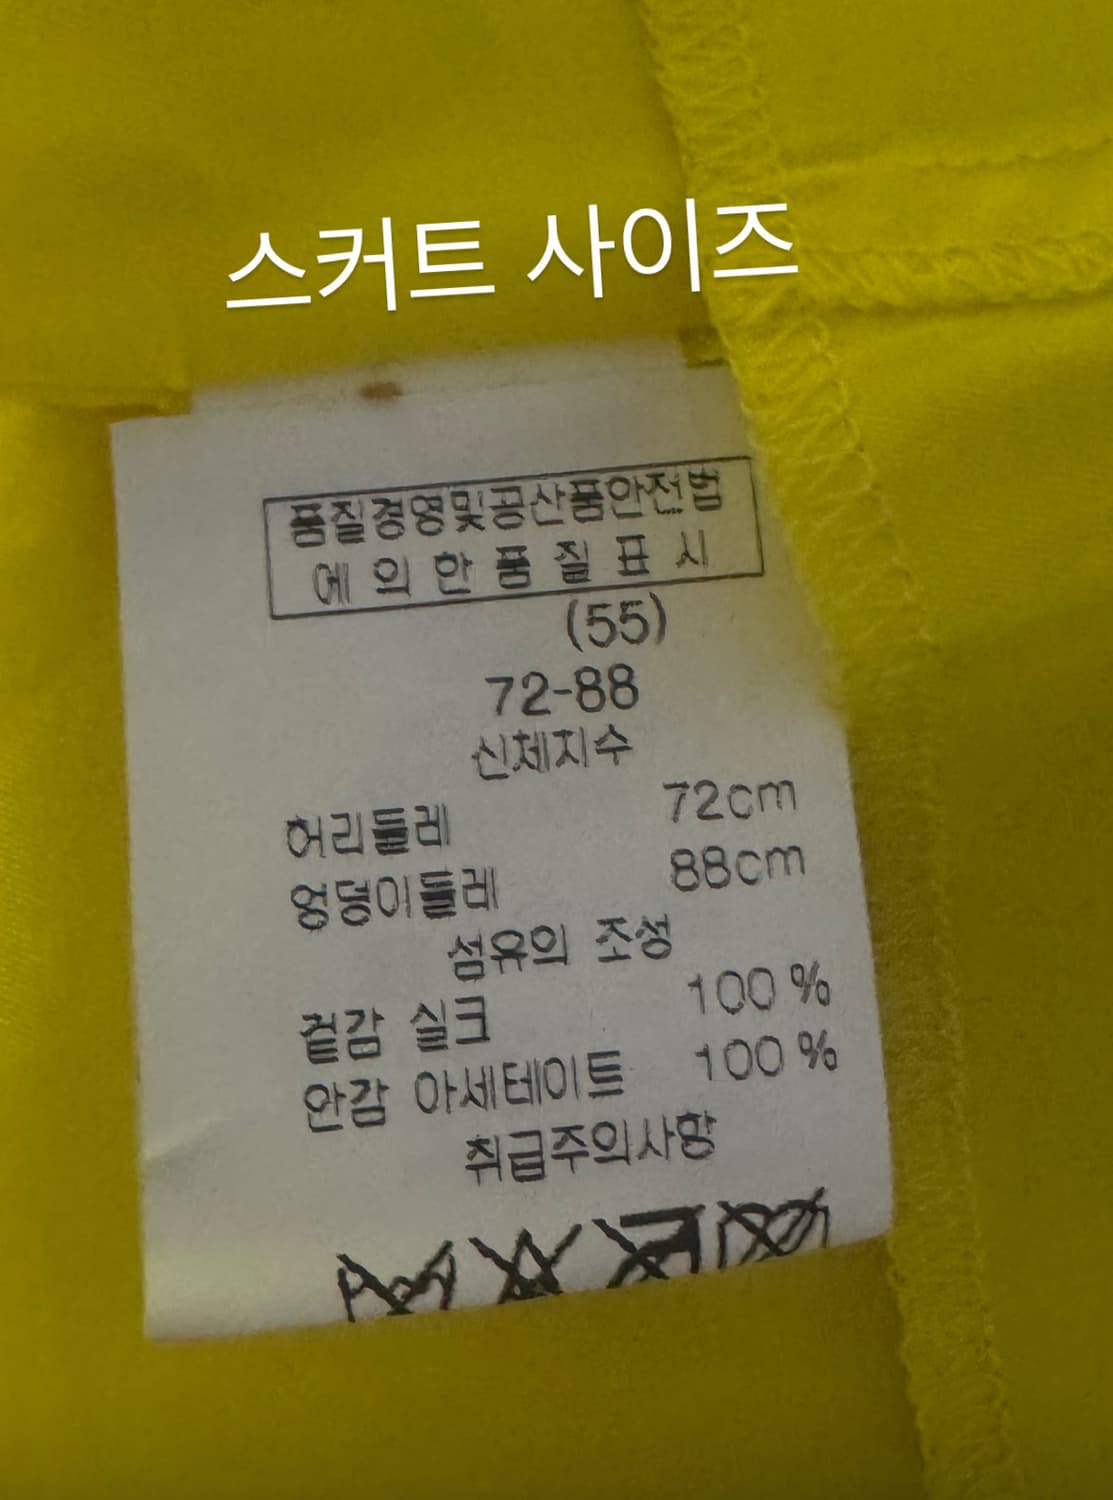 스커트 사이즈
품질경영및공산품안전법
에 의 한 품 질 표 시
(55)
72-88
신체지수
허리둘레 72cm
엉덩이둘레 88cm
섬유의 조성
겉감 실크 100 %
안감 아세테이트 100 %
취급주의사항